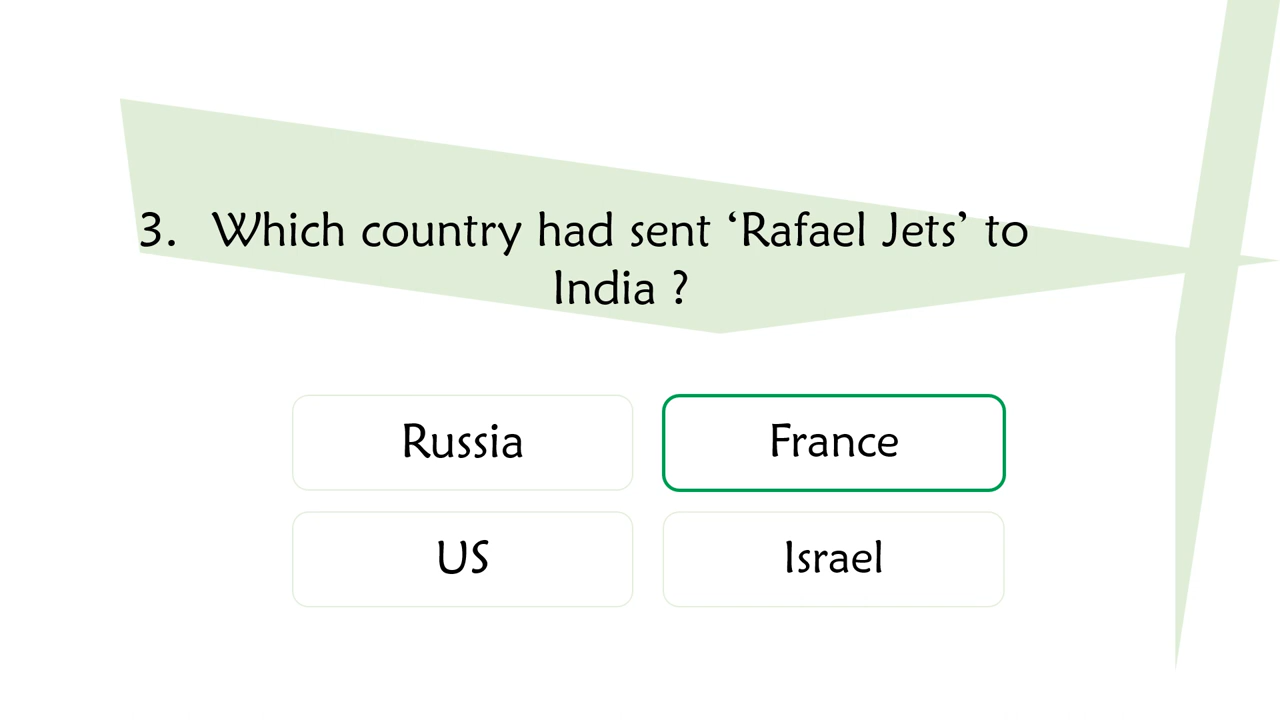 3. Which country had sent ‘Rafael Jets’ to
India ?
Russia
France
US
Israel